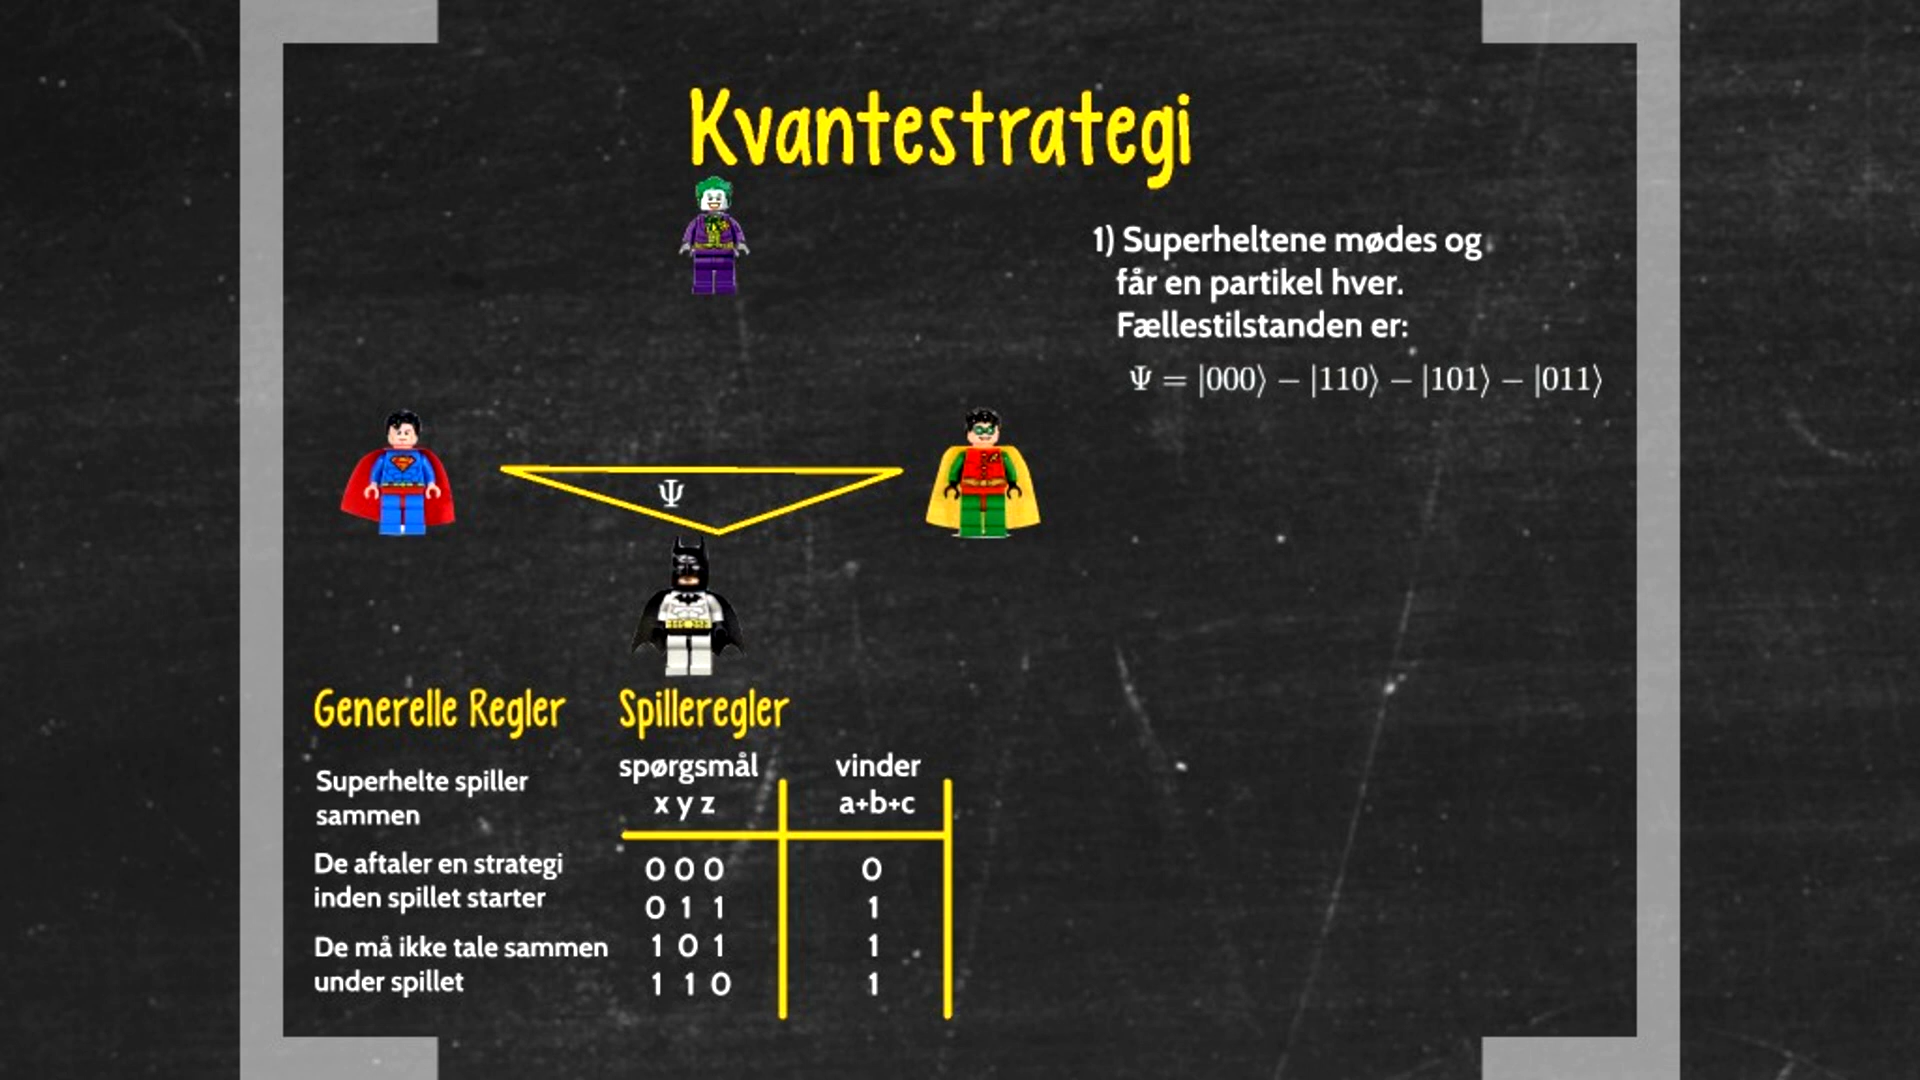 Kvantestrategi
1) Superheltene mødes og
får en partikel hver.
Fællestilstanden er:
Ψ = |000⟩ − |110⟩ − |101⟩ − |011⟩
Ψ
Generelle Regler
Superhelte spiller
sammen
De aftaler en strategi
inden spillet starter
De må ikke tale sammen
under spillet
Spilleregler
spørgsmål vinder
x y z a+b+c
0 0 0 0
0 1 1 1
1 0 1 1
1 1 0 1